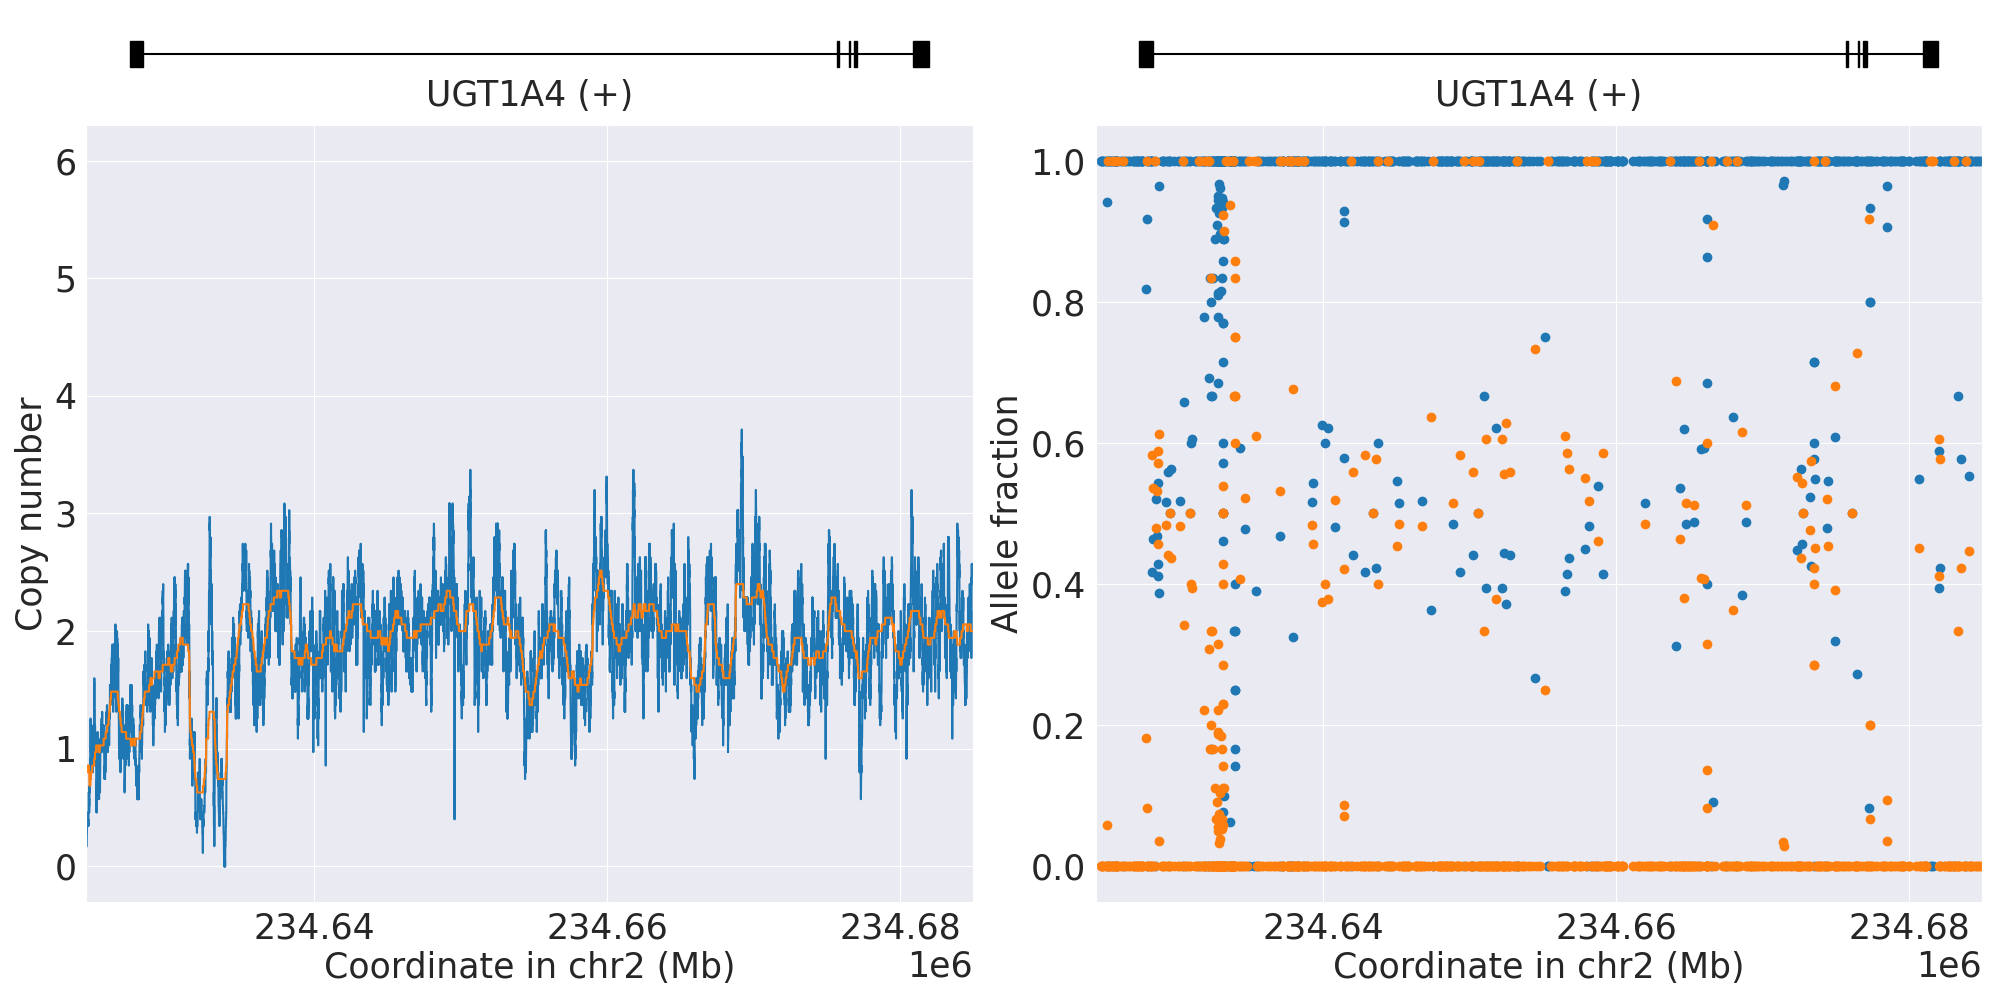 UGT1A4 (+)
6
5
4
3
2
1
0
Copy number
234.64
234.66
234.68
Coordinate in chr2 (Mb)
1e6
UGT1A4 (+)
1.0
0.8
0.6
0.4
0.2
0.0
Allele fraction
234.64
234.66
234.68
Coordinate in chr2 (Mb)
1e6